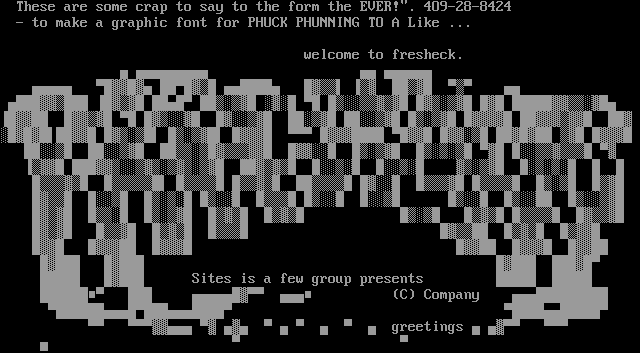 These are some crap to say to the form the EVER!". 409-28-8424
- to make a graphic font for PHUCK PHUNNING TO A Like ...
welcome to fresheck.
Sites is a few group presents
(C) Company
greetings